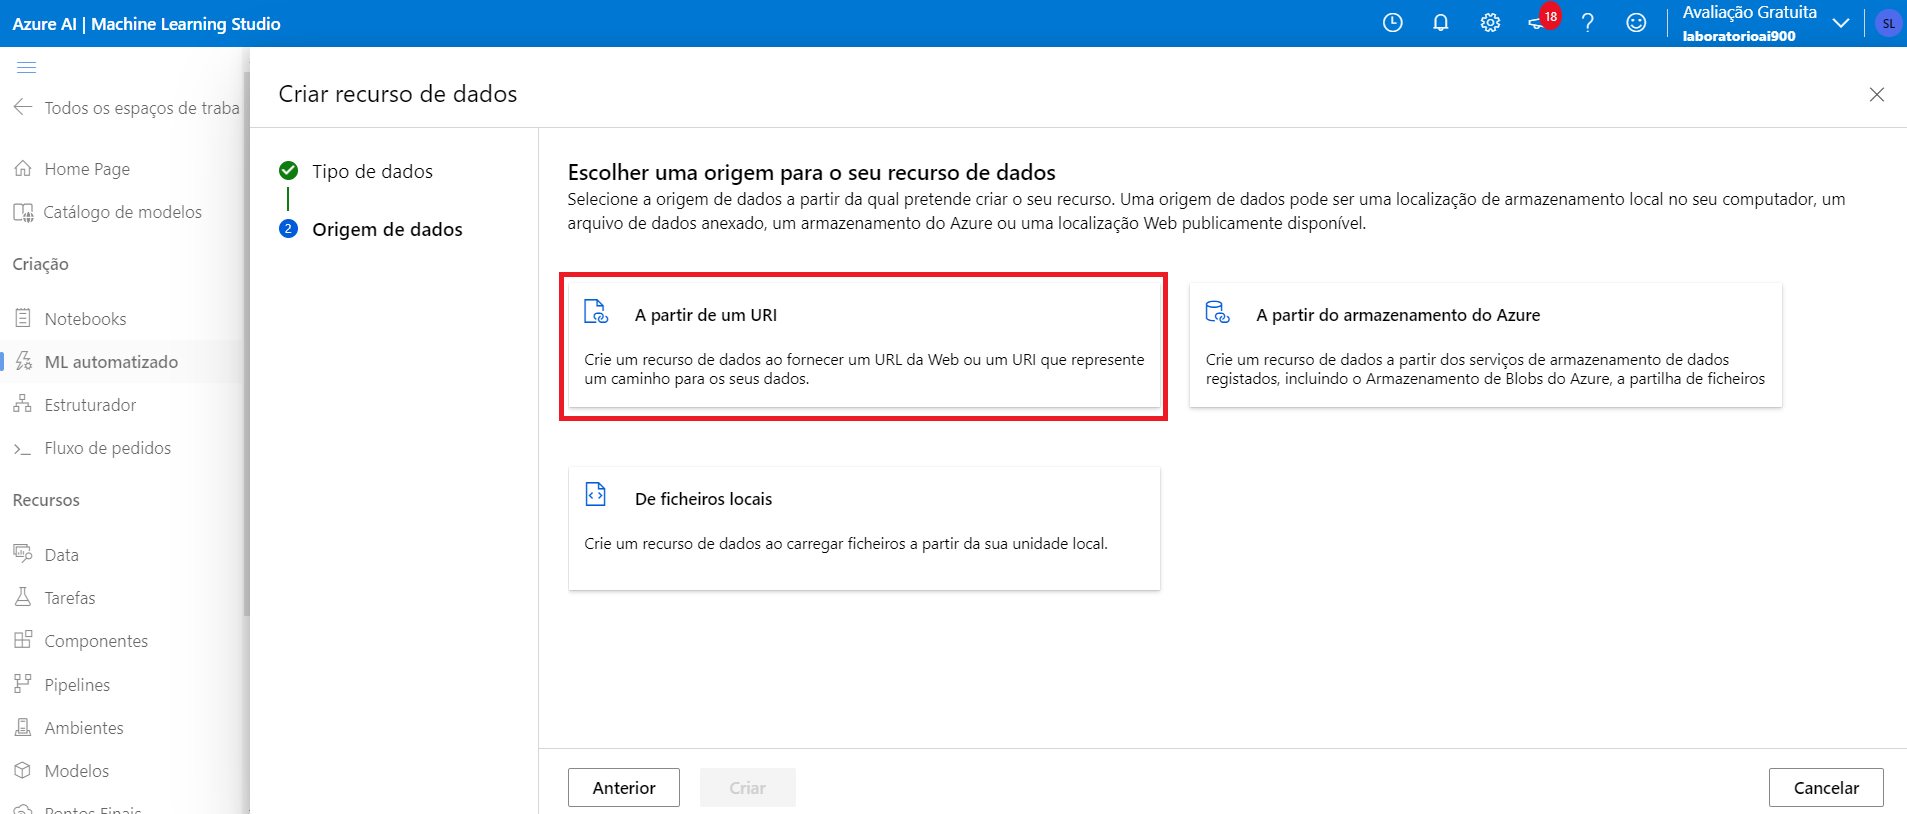 Azure AI | Machine Learning Studio
18
?
Avaliação Gratuita
laboratorioai900
SL
Todos os espaços de traba
Home Page
Catálogo de modelos
Criação
Notebooks
ML automatizado
Estruturador
Fluxo de pedidos
Recursos
Data
Tarefas
Componentes
Pipelines
Ambientes
Modelos
Pontos Finais
Criar recurso de dados
Tipo de dados
2 Origem de dados
Escolher uma origem para o seu recurso de dados
Selecione a origem de dados a partir da qual pretende criar o seu recurso. Uma origem de dados pode ser uma localização de armazenamento local no seu computador, um
arquivo de dados anexado, um armazenamento do Azure ou uma localização Web publicamente disponível.
A partir de um URI
Crie um recurso de dados ao fornecer um URL da Web ou um URI que represente
um caminho para os seus dados.
A partir do armazenamento do Azure
Crie um recurso de dados a partir dos serviços de armazenamento de dados
registados, incluindo o Armazenamento de Blobs do Azure, a partilha de ficheiros
De ficheiros locais
Crie um recurso de dados ao carregar ficheiros a partir da sua unidade local.
Anterior
Criar
Cancelar